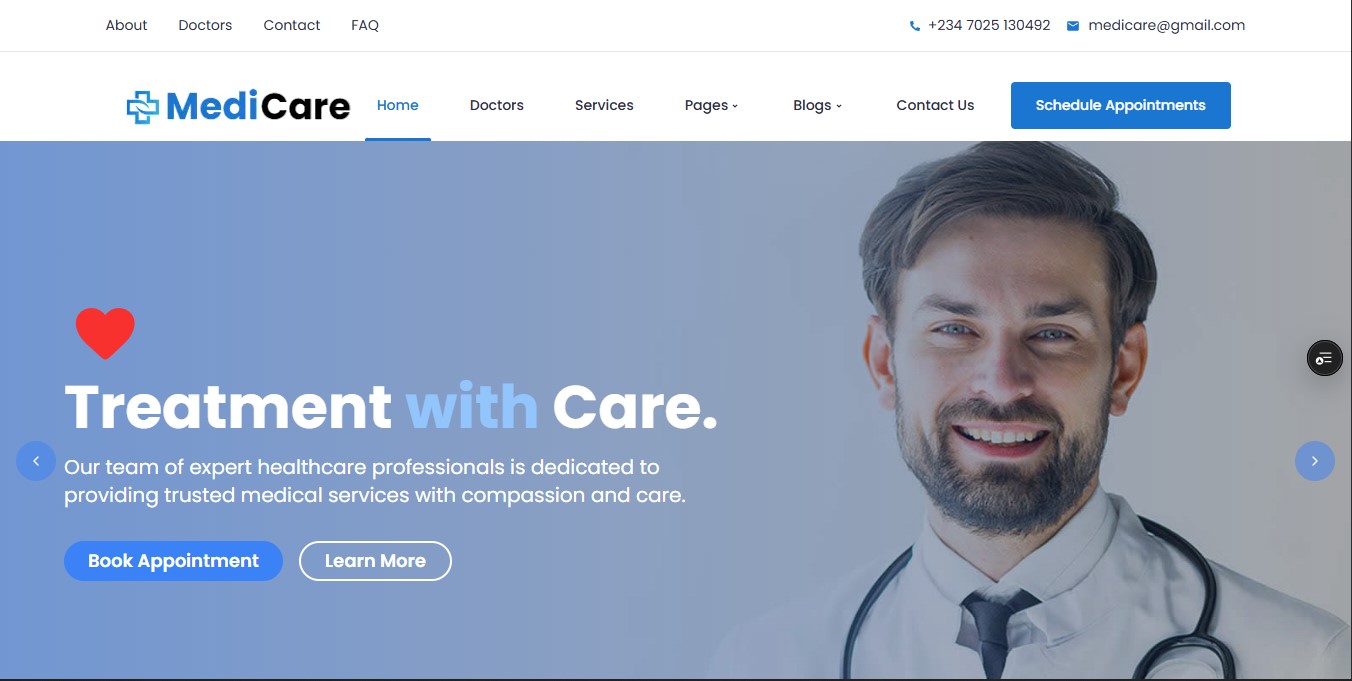 About Doctors Contact FAQ +234 7025 130492 medicare@gmail.com
MediCare Home Doctors Services Pages Blogs Contact Us Schedule Appointments
Treatment with Care.
Our team of expert healthcare professionals is dedicated to
providing trusted medical services with compassion and care.
Book Appointment Learn More